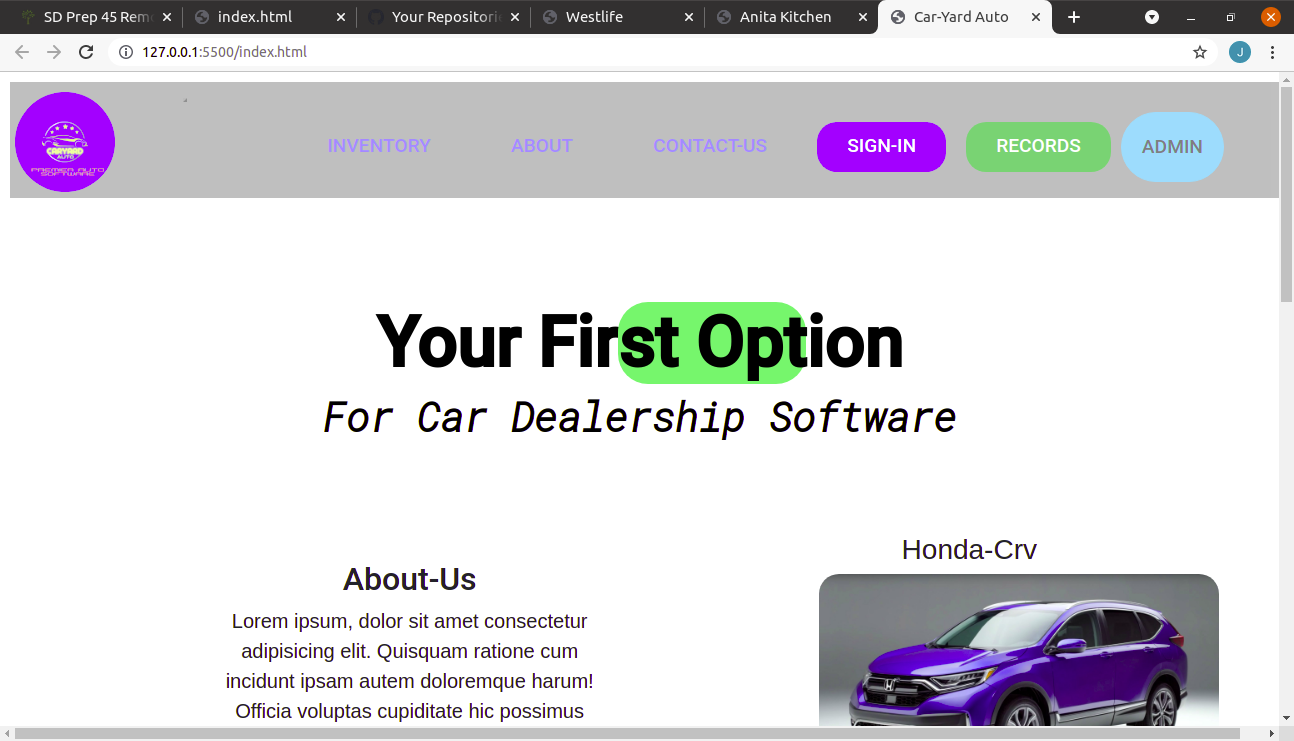 SD Prep 45 Remo
index.html
Your Repositorie
Westlife
Anita Kitchen
Car-Yard Auto
127.0.0.1:5500/index.html
J
CARYARD
AUTO
PREMIER AUTO
SOFTWARE
INVENTORY
ABOUT
CONTACT-US
SIGN-IN
RECORDS
ADMIN
Your First Option
For Car Dealership Software
About-Us
Lorem ipsum, dolor sit amet consectetur
adipisicing elit. Quisquam ratione cum
incidunt ipsam autem doloremque harum!
Officia voluptas cupiditate hic possimus
Honda-Crv